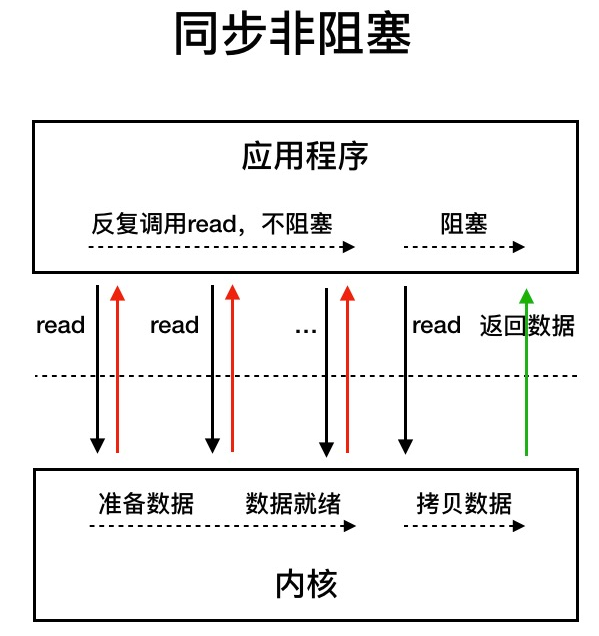 同步非阻塞
应用程序
反复调用read，不阻塞 阻塞
read read ... read 返回数据
准备数据 数据就绪 拷贝数据
内核